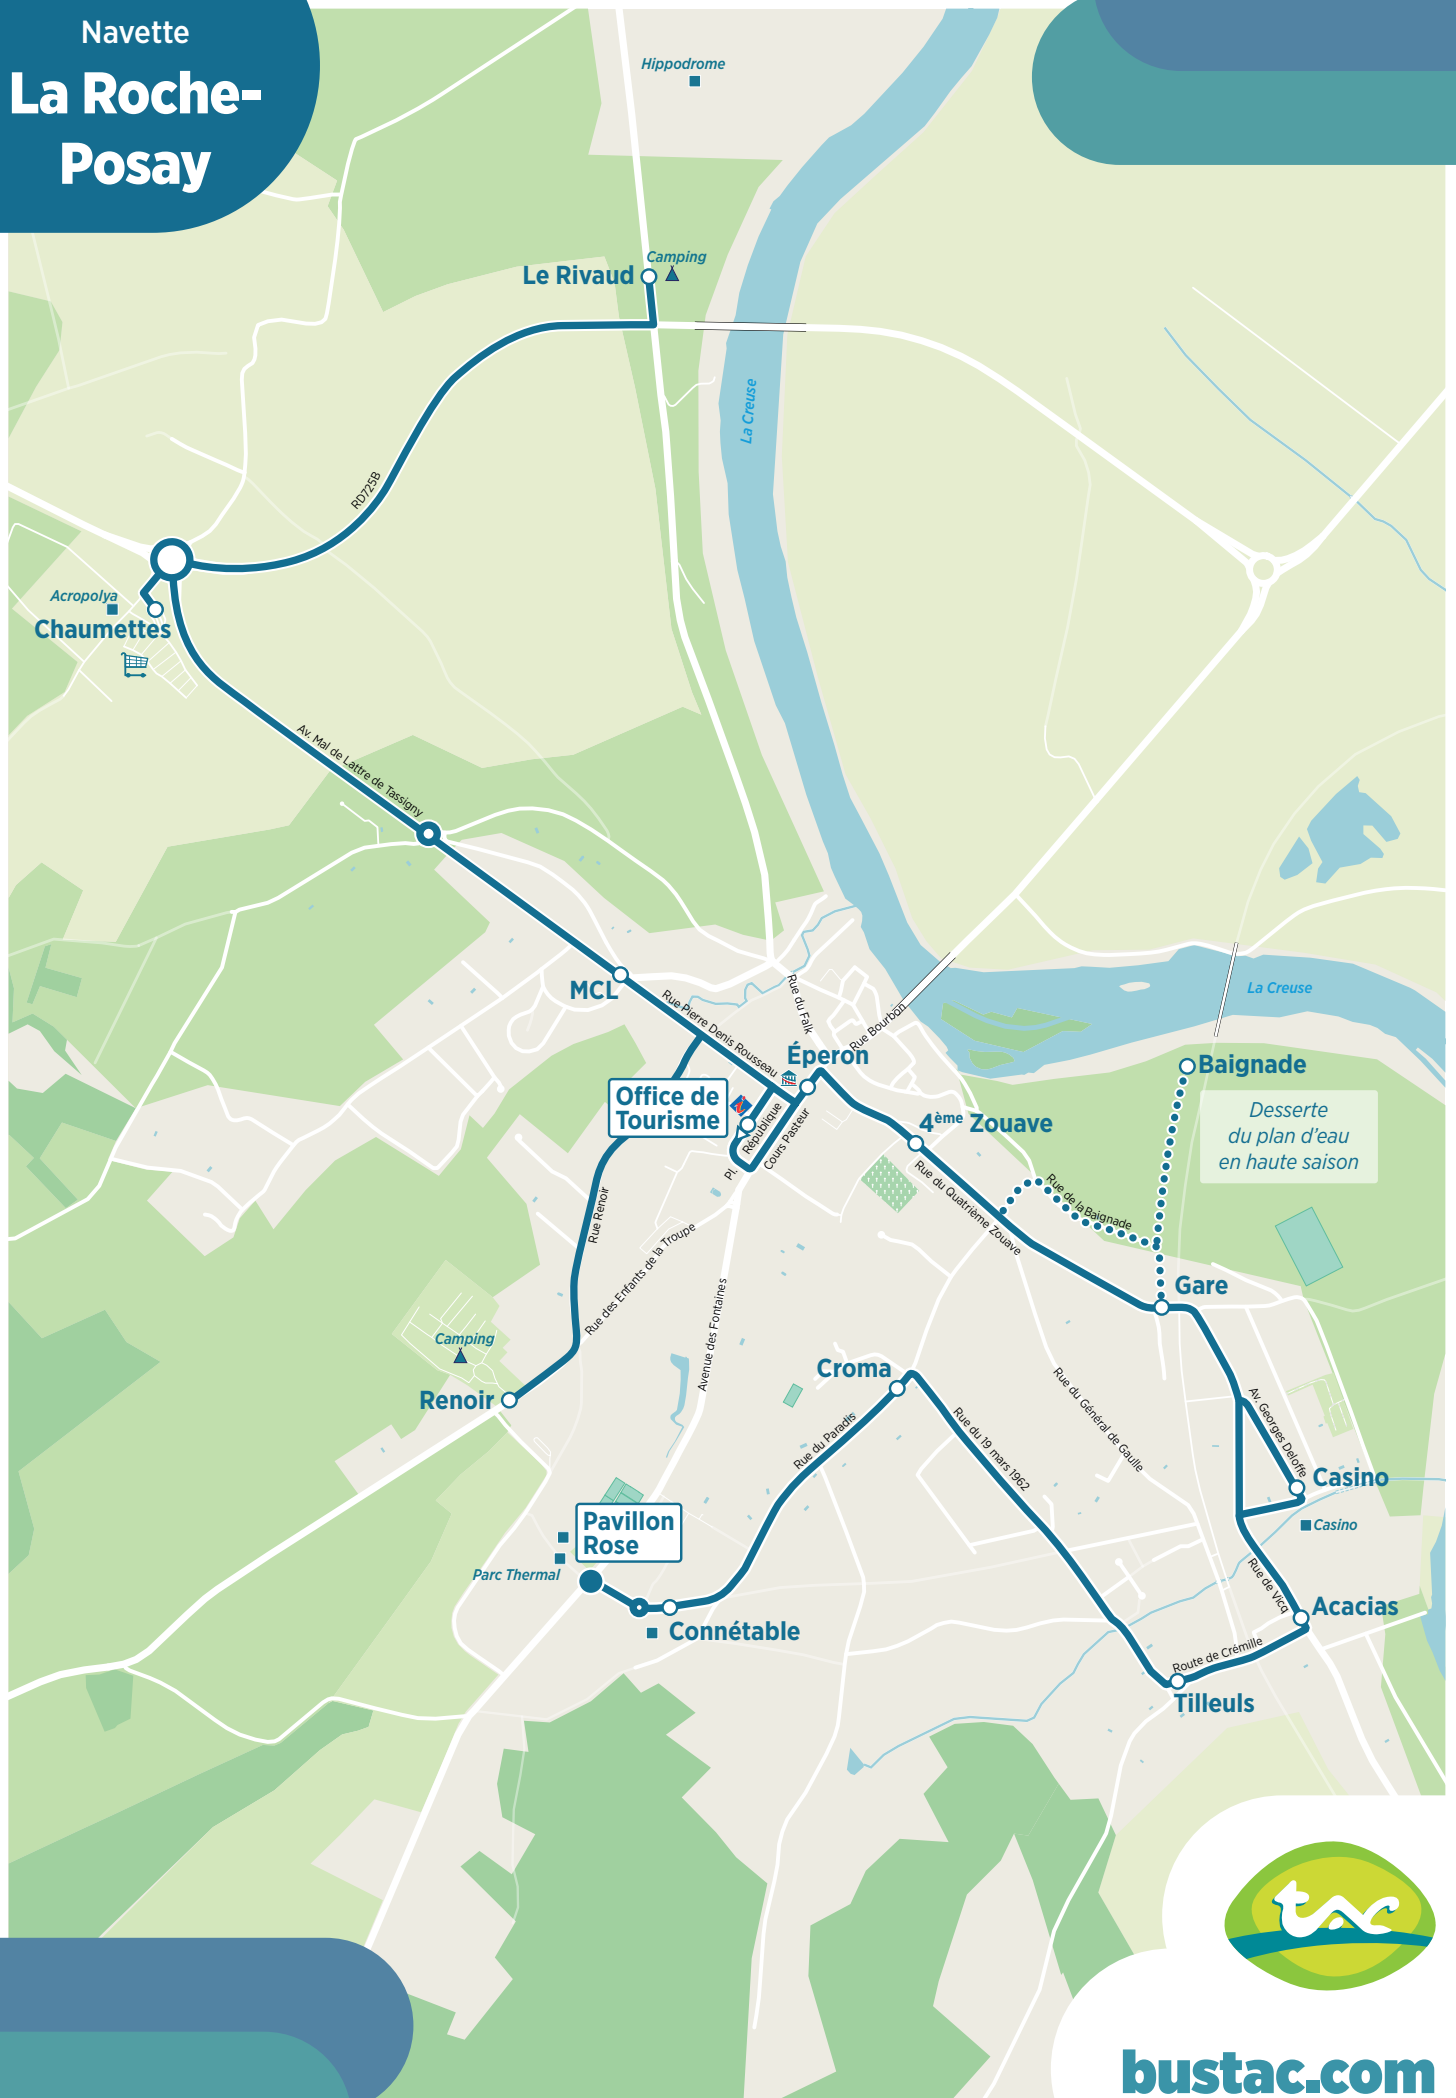 Navette
La Roche-
Posay
Hippodrome
Camping
Le Rivaud
La Creuse
RD725B
Acropolya
Chaumettes
Av. Mal de Lattre de Tassigny
MCL
Rue Pierre Denis Rousseau
Rue du Falk
Rue Bourbon
La Creuse
Éperon
Office de
Tourisme
Pl. République
Cours Pasteur
4ème Zouave
Baignade
Desserte
du plan d'eau
en haute saison
Rue du Quatrième Zouave
Rue de la Baignade
Rue Renoir
Rue des Enfants de la Troupe
Avenue des Fontaines
Gare
Camping
Renoir
Croma
Rue du Paradis
Rue du 19 mars 1962
Rue du Général de Gaulle
Av. Georges Deloffe
Casino
Casino
Pavillon
Rose
Parc Thermal
Connétable
Rue de Vicq
Acacias
Route de Crémille
Tilleuls
tac
bustac.com